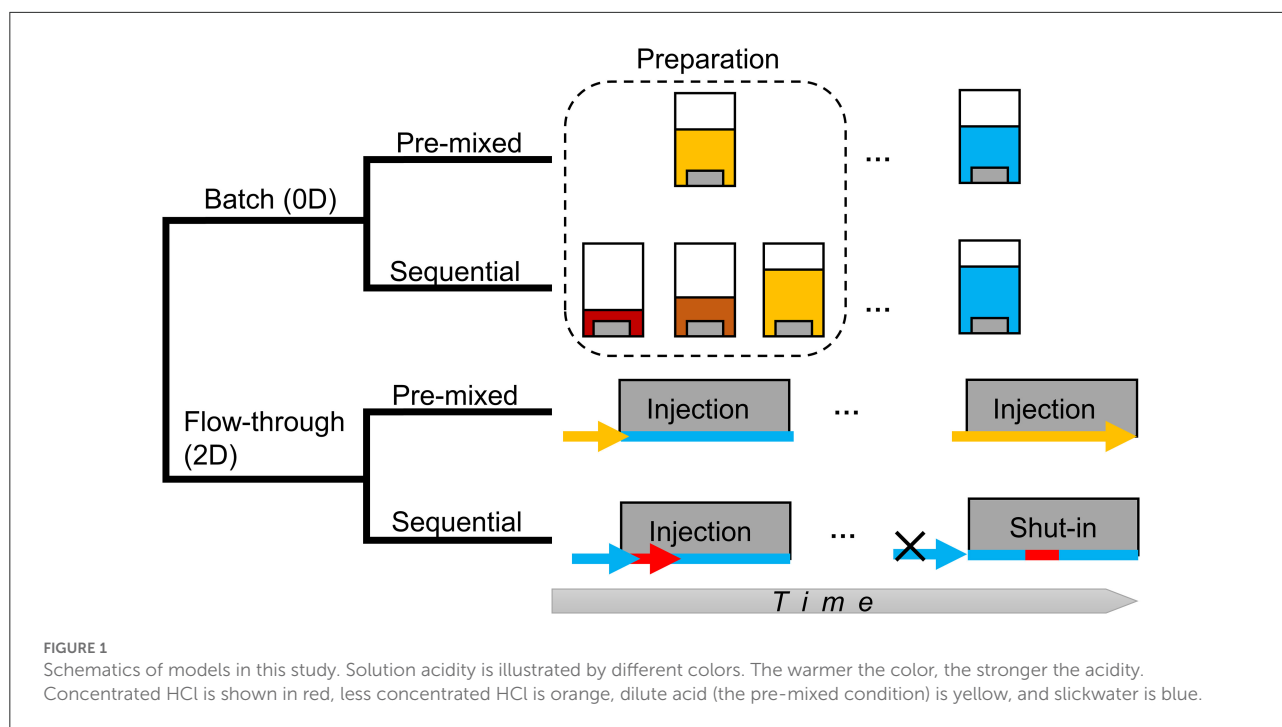 Preparation
Pre-mixed
...
Batch (0D)
Sequential
...
Pre-mixed
Injection
...
Injection
Flow-through
(2D)
Sequential
Injection
...
Shut-in
Time
FIGURE 1
Schematics of models in this study. Solution acidity is illustrated by different colors. The warmer the color, the stronger the acidity.
Concentrated HCl is shown in red, less concentrated HCl is orange, dilute acid (the pre-mixed condition) is yellow, and slickwater is blue.